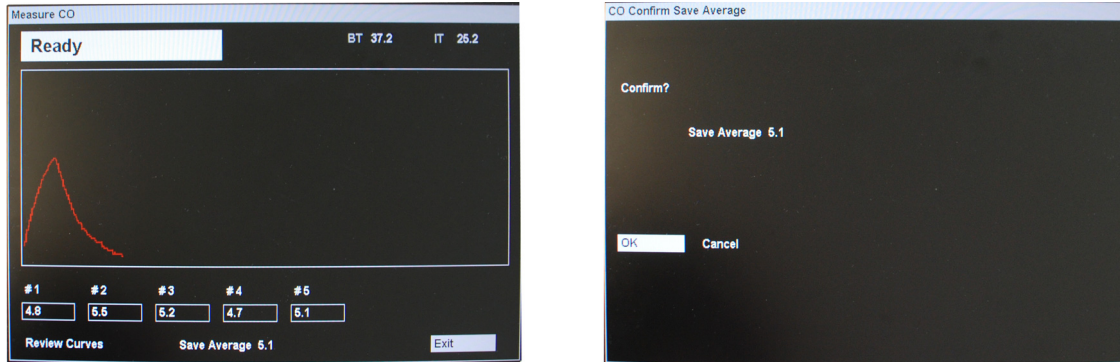 Measure CO
Ready
BT 37.2 IT 25.2
#1 #2 #3 #4 #5
4.8 5.5 5.2 4.7 5.1
Review Curves Save Average 5.1 Exit
CO Confirm Save Average
Confirm?
Save Average 5.1
OK Cancel